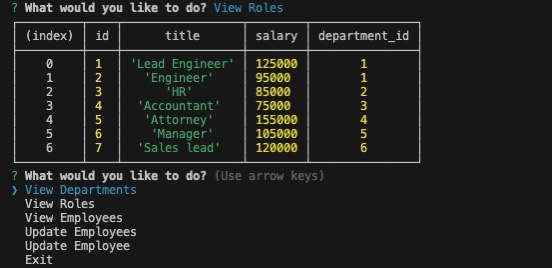 ? What would you like to do? View Roles
(index) id title salary department_id
0 1 'Lead Engineer' 125000 1
1 2 'Engineer' 95000 1
2 3 'HR' 85000 2
3 4 'Accountant' 75000 3
4 5 'Attorney' 155000 4
5 6 'Manager' 105000 5
6 7 'Sales lead' 120000 6
? What would you like to do? (Use arrow keys)
❯ View Departments
View Roles
View Employees
Update Employees
Update Employee
Exit